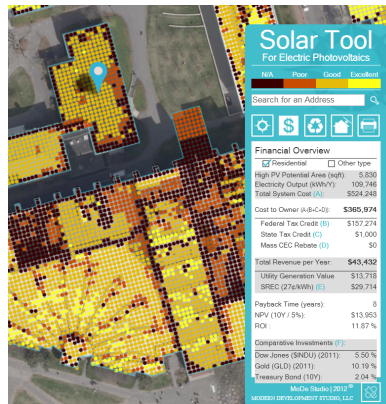 Solar Tool
For Electric Photovoltaics
N/A Poor Good Excellent
Search for an Address
$
Financial Overview
Residential Other type
High PV Potential Area (sqft): 5,830
Electricity Output (kWh/Y): 109,746
Total System Cost (A): $524,248
Cost to Owner (A-(B+C+D)): $365,974
Federal Tax Credit (B) $157,274
State Tax Credit (C) $1,000
Mass CEC Rebate (D) $0
Total Revenue per Year: $43,432
Utility Generation Value $13,718
SREC (27¢/kWh) (E) $29,714
Payback Time (years): 8
NPV (10Y / 5%): $13,953
ROI : 11.87 %
Comparative Investments (F):
Dow Jones ($INDU) (2011): 5.50 %
Gold (GLD) (2011): 10.19 %
Treasury Bond (10Y): 2.04 %
MoDe Studio | 2012 ®
MODERN DEVELOPMENT STUDIO, LLC